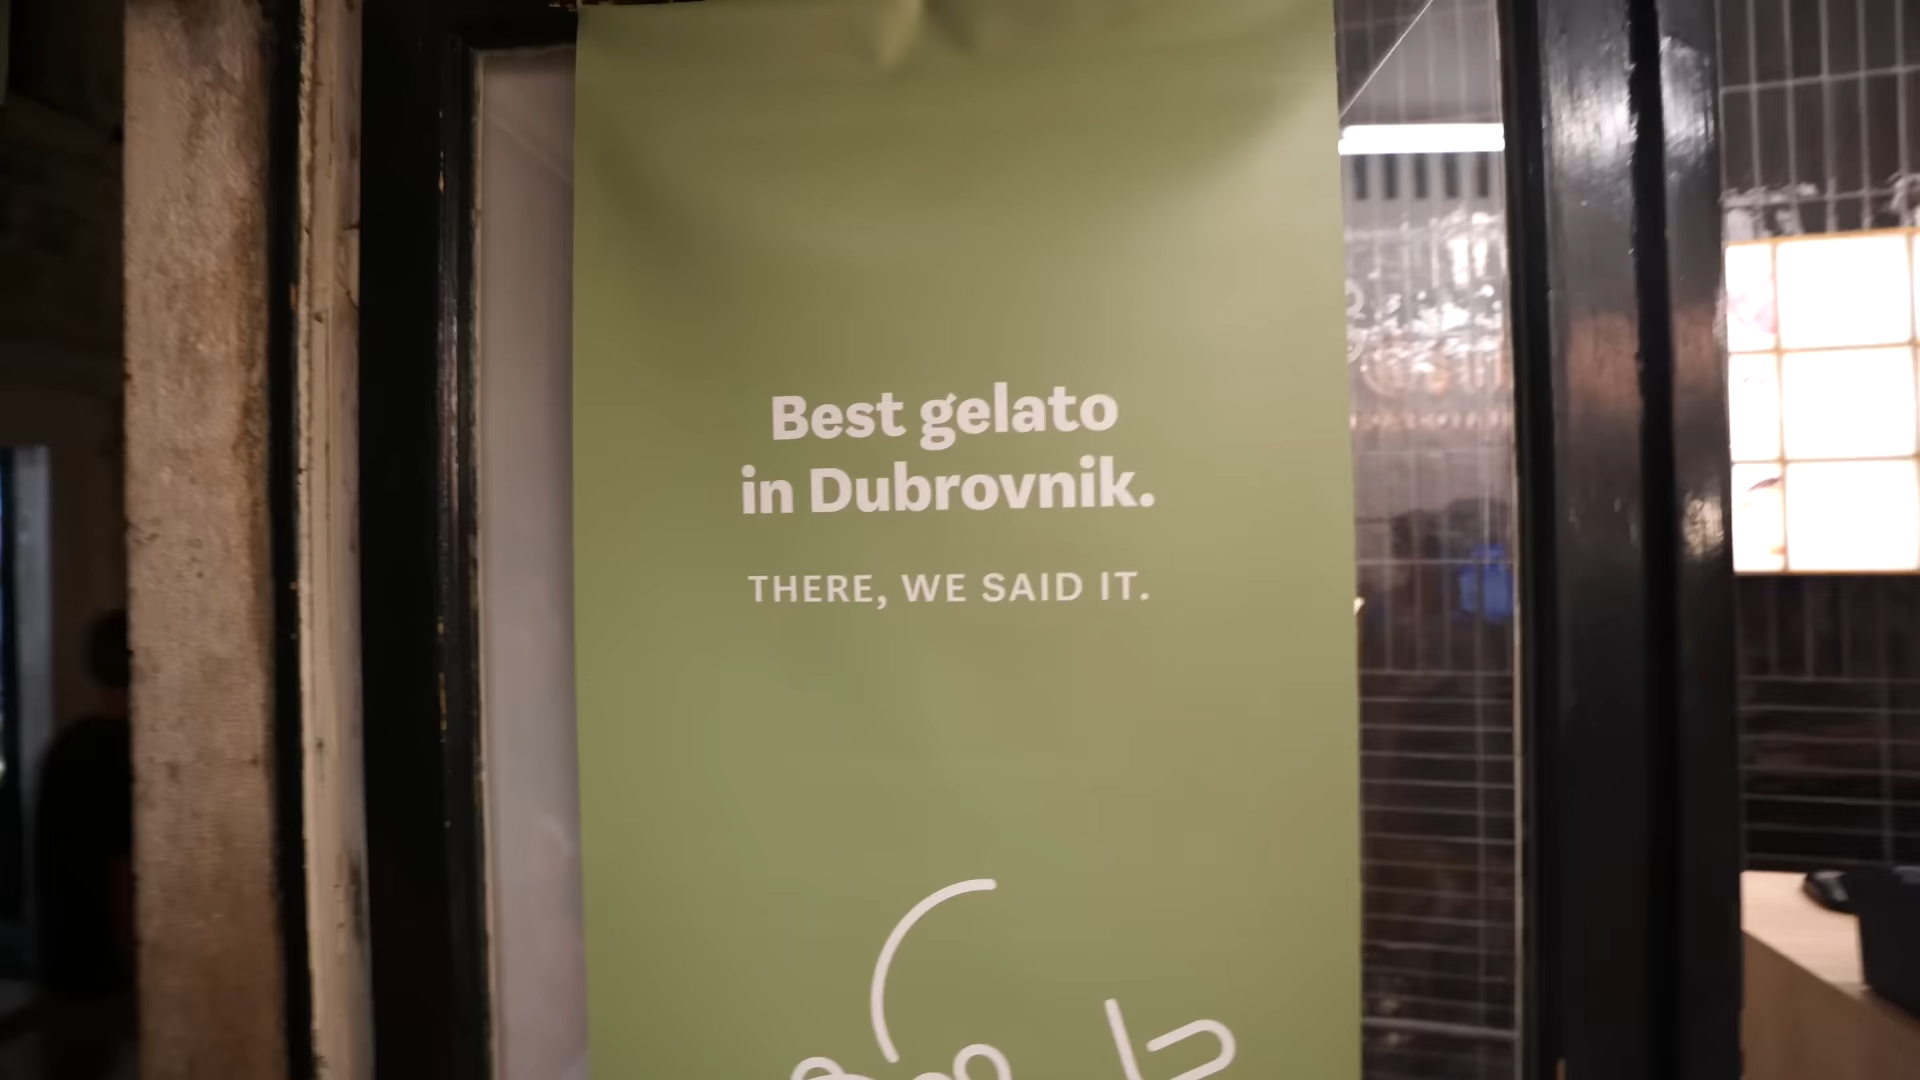 Best gelato
in Dubrovnik.
THERE, WE SAID IT.